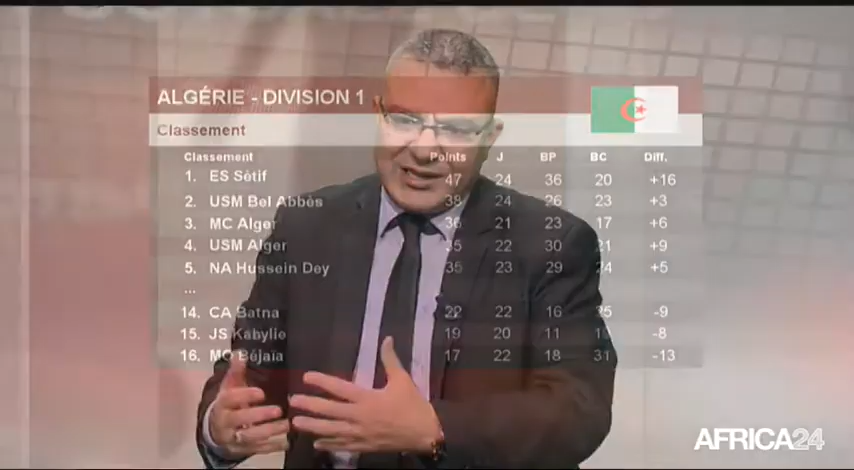 ALGÉRIE - DIVISION 1
Classement
Classement Points J BP BC Diff.
1. ES Sétif 47 24 36 20 +16
2. USM Bel Abbès 38 24 26 23 +3
3. MC Alger 36 21 23 17 +6
4. USM Alger 35 22 30 21 +9
5. NA Hussein Dey 35 23 29 24 +5
...
14. CA Batna 22 22 16 25 -9
15. JS Kabylie 19 20 11 -8
16. MO Béjaïa 17 22 18 31 -13
AFRICA24